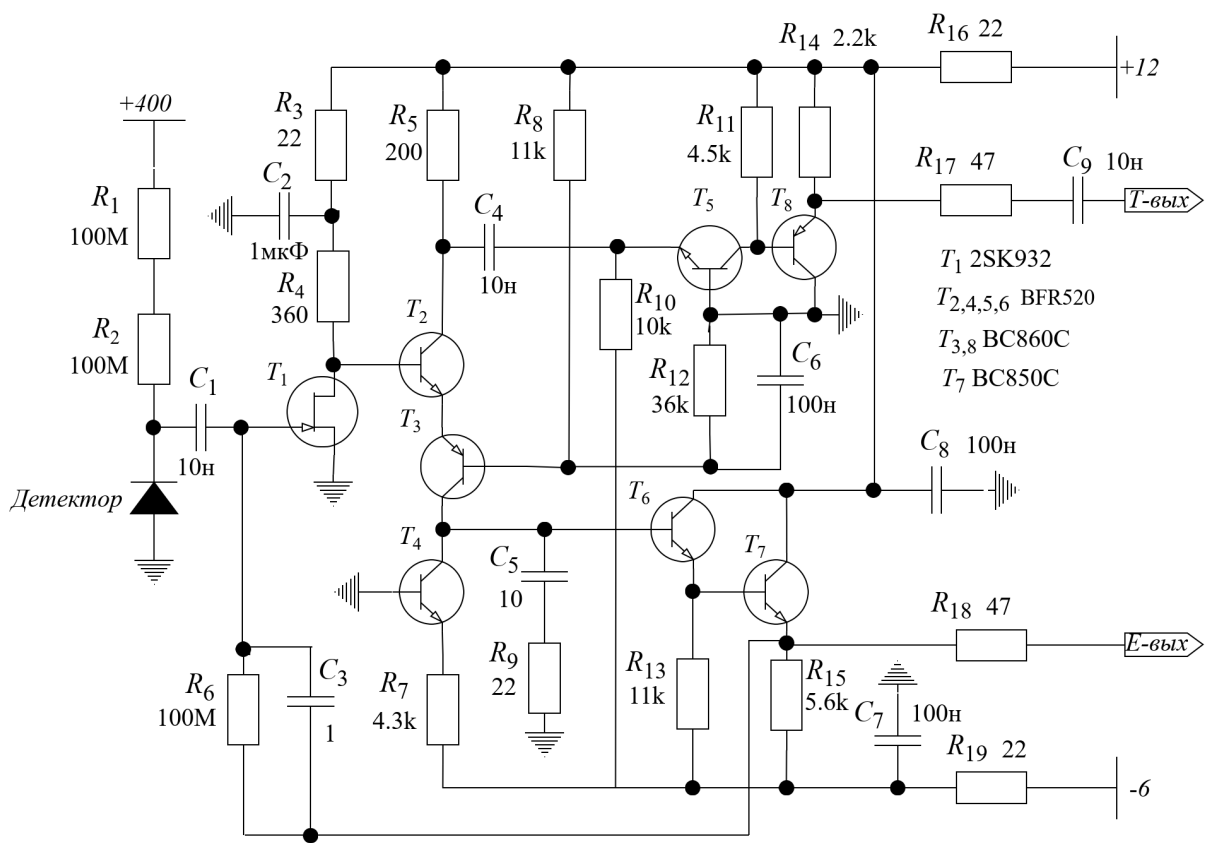 +400
R1
100M
R2
100M
C1
10н
Детектор
R3
22
C2
1мкФ
R4
360
T1
R5
200
R8
11k
C4
10н
T2
T3
T4
R6
100M
C3
1
R7
4.3k
C5
10
R9
22
R10
10k
R11
4.5k
R14 2.2k
R16 22
+12
T5
T8
R17 47
C9 10н
T-вых
R12
36k
C6
100н
T1 2SK932
T2,4,5,6 BFR520
T3,8 BC860C
T7 BC850C
C8 100н
T6
T7
R13
11k
R15
5.6k
R18 47
E-вых
C7 100н
R19 22
-6